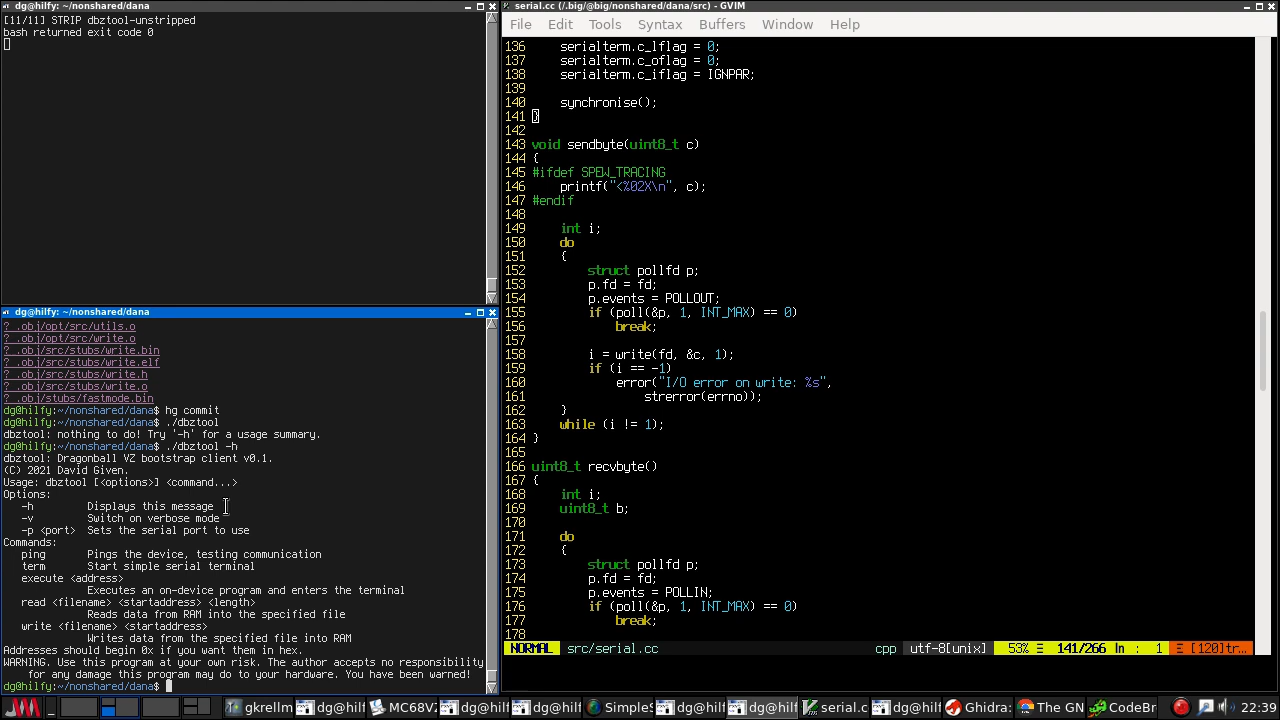 dg@hilfy: ~/nonshared/dana
[11/11] STRIP dbztool-unstripped
bash returned exit code 0
dg@hilfy: ~/nonshared/dana
? .obj/opt/src/utils.o
? .obj/opt/src/write.o
? .obj/src/stubs/write.bin
? .obj/src/stubs/write.elf
? .obj/src/stubs/write.h
? .obj/src/stubs/write.o
? .obj/stubs/fastmode.bin
dg@hilfy:~/nonshared/dana$ hg commit
dg@hilfy:~/nonshared/dana$ ./dbztool
dbztool: nothing to do! Try '-h' for a usage summary.
dg@hilfy:~/nonshared/dana$ ./dbztool -h
dbztool: Dragonball VZ bootstrap client v0.1.
(C) 2021 David Given.
Usage: dbztool [<options>] <command...>
Options:
-h Displays this message
-v Switch on verbose mode
-p <port> Sets the serial port to use
Commands:
ping Pings the device, testing communication
term Start simple serial terminal
execute <address>
Executes an on-device program and enters the terminal
read <filename> <startaddress> <length>
Reads data from RAM into the specified file
write <filename> <startaddress>
Writes data from the specified file into RAM
Addresses should begin 0x if you want them in hex.
WARNING. Use this program at your own risk. The author accepts no responsibility
for any damage this program may do to your hardware. You have been warned!
dg@hilfy:~/nonshared/dana$
serial.cc (/.big/@big/nonshared/dana/src) - GVIM
File Edit Tools Syntax Buffers Window Help
136 serialterm.c_lflag = 0;
137 serialterm.c_oflag = 0;
138 serialterm.c_iflag = IGNPAR;
139
140 synchronise();
141 }
142
143 void sendbyte(uint8_t c)
144 {
145 #ifdef SPEW_TRACING
146 printf("<%02X\n", c);
147 #endif
148
149 int i;
150 do
151 {
152 struct pollfd p;
153 p.fd = fd;
154 p.events = POLLOUT;
155 if (poll(&p, 1, INT_MAX) == 0)
156 break;
157
158 i = write(fd, &c, 1);
159 if (i == -1)
160 error("I/O error on write: %s",
161 strerror(errno));
162 }
163 while (i != 1);
164 }
165
166 uint8_t recvbyte()
167 {
168 int i;
169 uint8_t b;
170
171 do
172 {
173 struct pollfd p;
174 p.fd = fd;
175 p.events = POLLIN;
176 if (poll(&p, 1, INT_MAX) == 0)
177 break;
178
NORMAL src/serial.cc cpp utf-8[unix] 53% Ξ 141/266 ln : 1 Ξ [120]tr…
gkrellm dg@hilf MC68VZ dg@hilf dg@hilf SimpleS dg@hilf dg@hilf serial.c dg@hilf Ghidra: The GN CodeBr 22:39